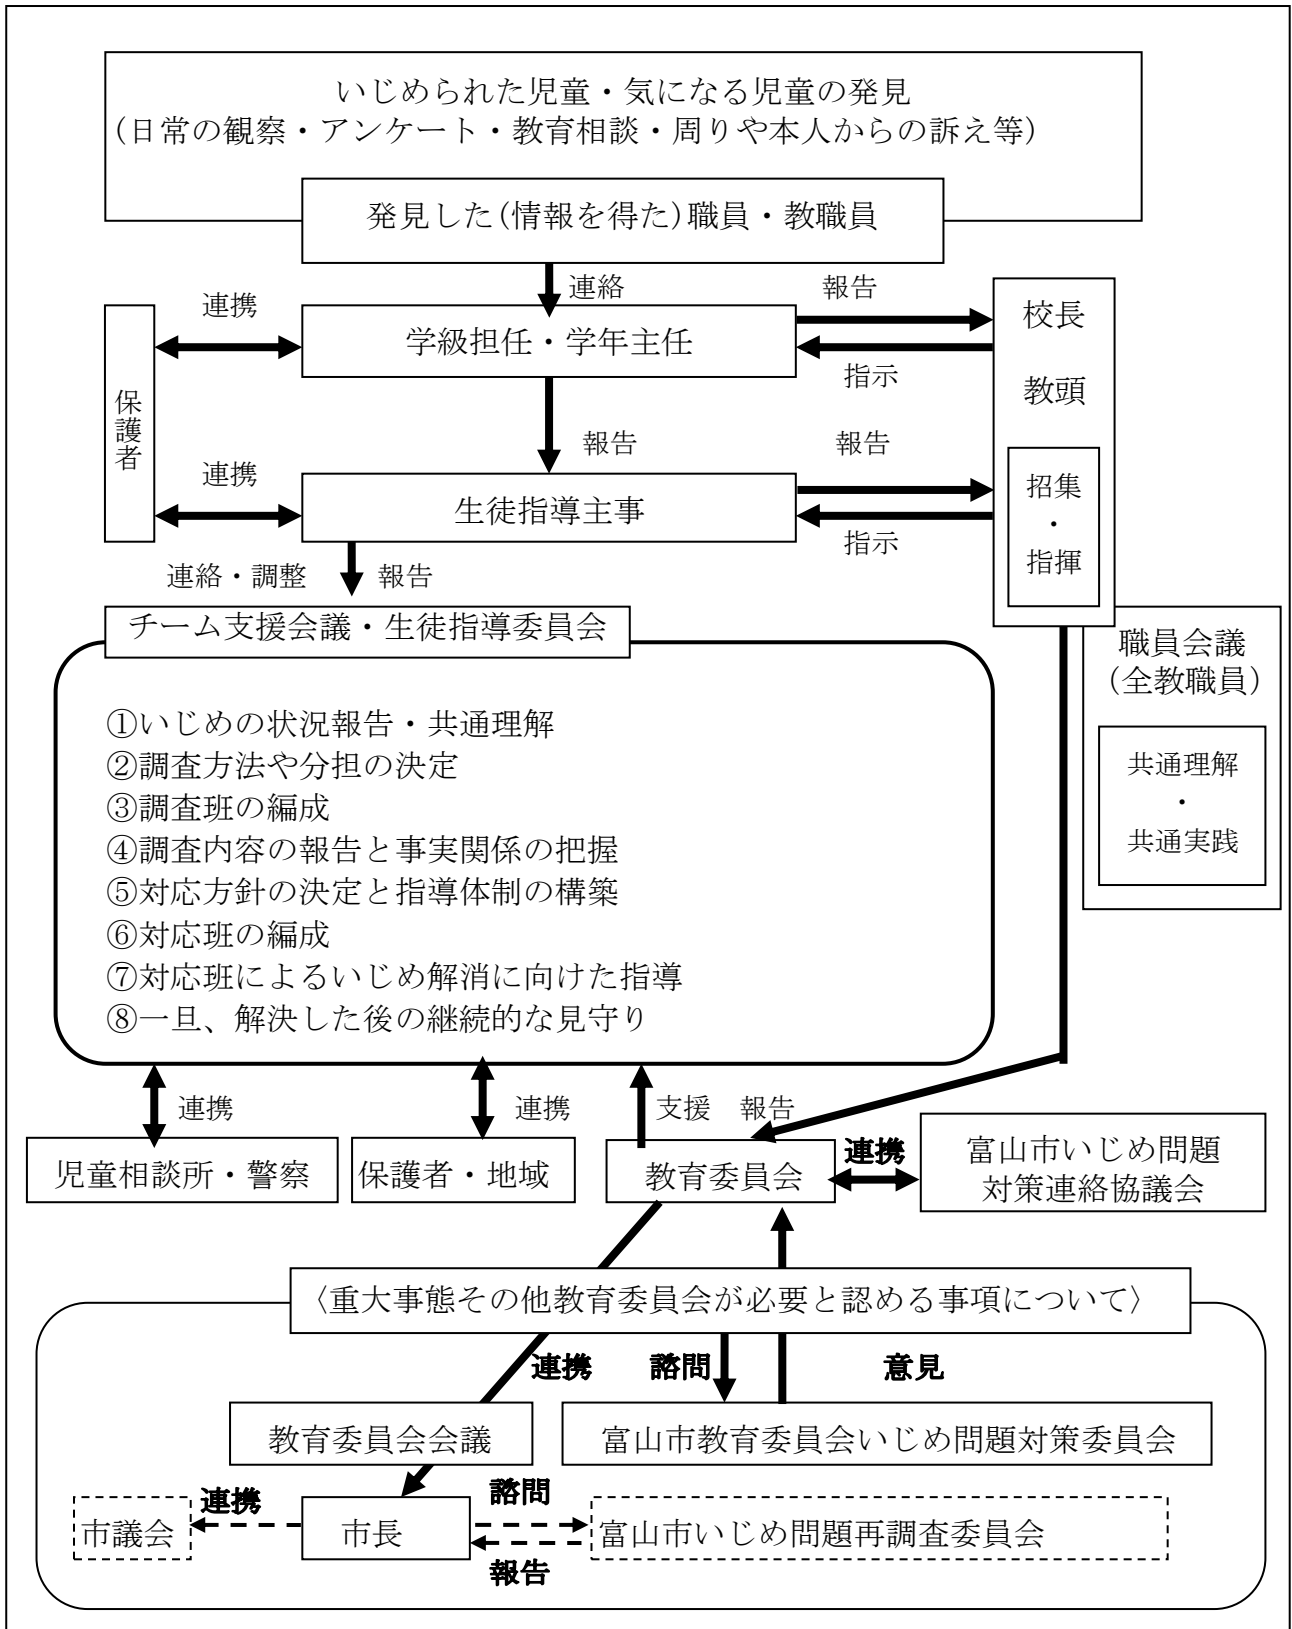 いじめられた児童・気になる児童の発見
(日常の観察・アンケート・教育相談・周りや本人からの訴え等)
発見した(情報を得た)職員・教職員
連絡
報告
連携
学級担任・学年主任
校長
指示
教頭
保護者
報告
報告
連携
生徒指導主事
招集
・
指揮
指示
連絡・調整
報告
チーム支援会議・生徒指導委員会
職員会議
(全教職員)
①いじめの状況報告・共通理解
②調査方法や分担の決定
③調査班の編成
④調査内容の報告と事実関係の把握
⑤対応方針の決定と指導体制の構築
⑥対応班の編成
⑦対応班によるいじめ解消に向けた指導
⑧一旦、解決した後の継続的な見守り
共通理解
・
共通実践
連携
連携
支援
報告
児童相談所・警察
保護者・地域
教育委員会
連携
富山市いじめ問題
対策連絡協議会
〈重大事態その他教育委員会が必要と認める事項について〉
連携
諮問
意見
教育委員会会議
富山市教育委員会いじめ問題対策委員会
連携
諮問
市議会
市長
富山市いじめ問題再調査委員会
報告